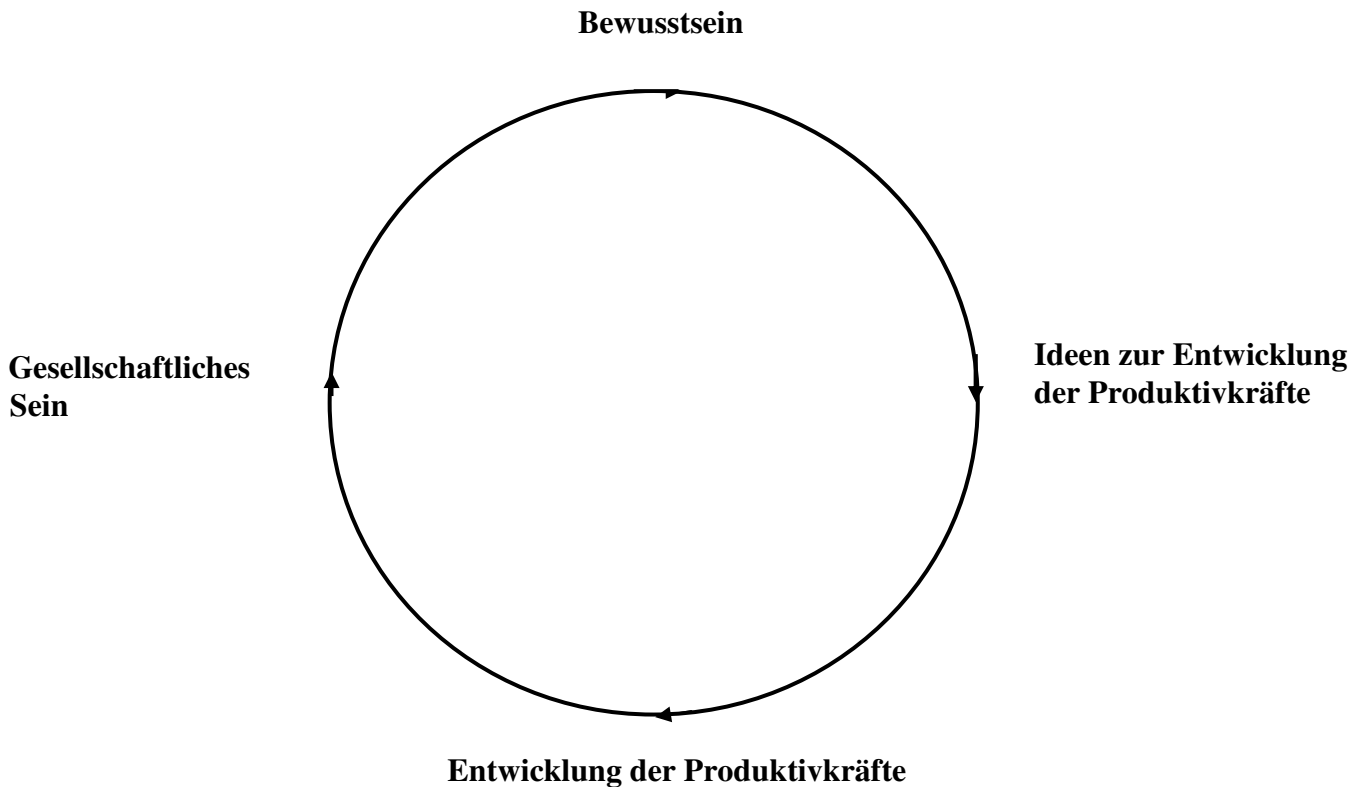 Bewusstsein
Gesellschaftliches
Sein
Ideen zur Entwicklung
der Produktivkräfte
Entwicklung der Produktivkräfte